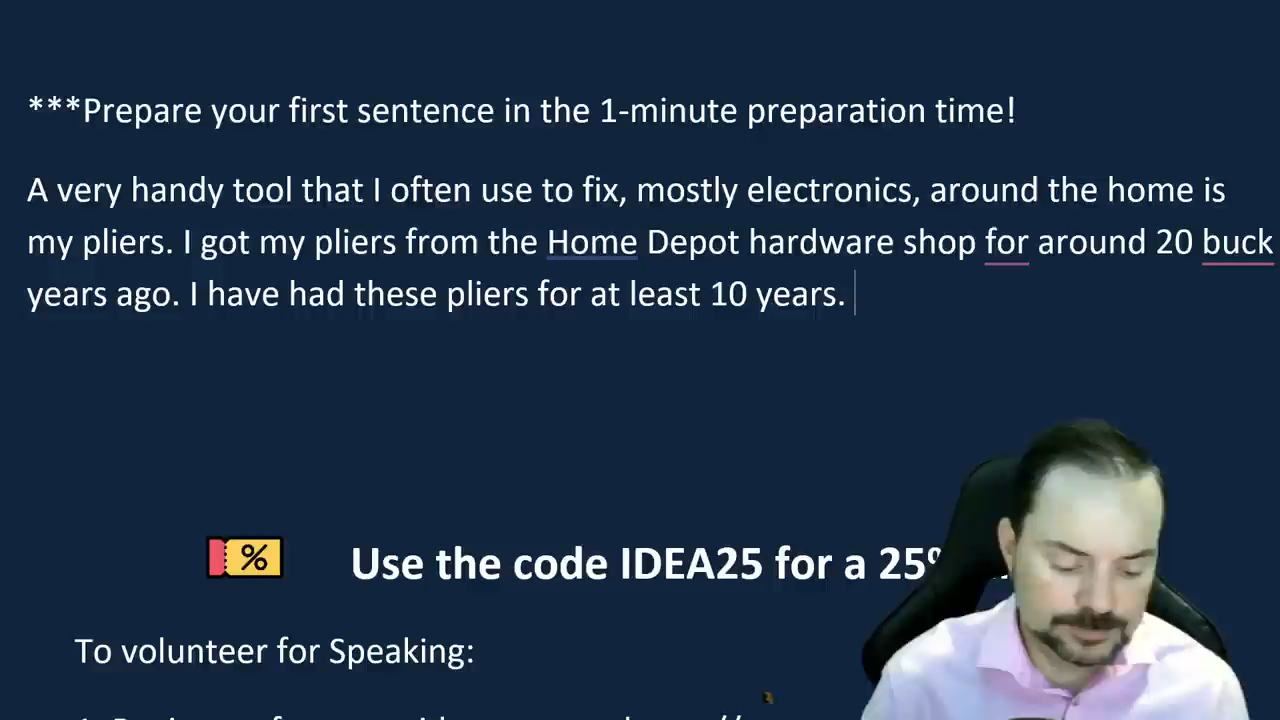 ***Prepare your first sentence in the 1-minute preparation time!
A very handy tool that I often use to fix, mostly electronics, around the home is
my pliers. I got my pliers from the Home Depot hardware shop for around 20 buck
years ago. I have had these pliers for at least 10 years.
%
Use the code IDEA25 for a 25%
To volunteer for Speaking: